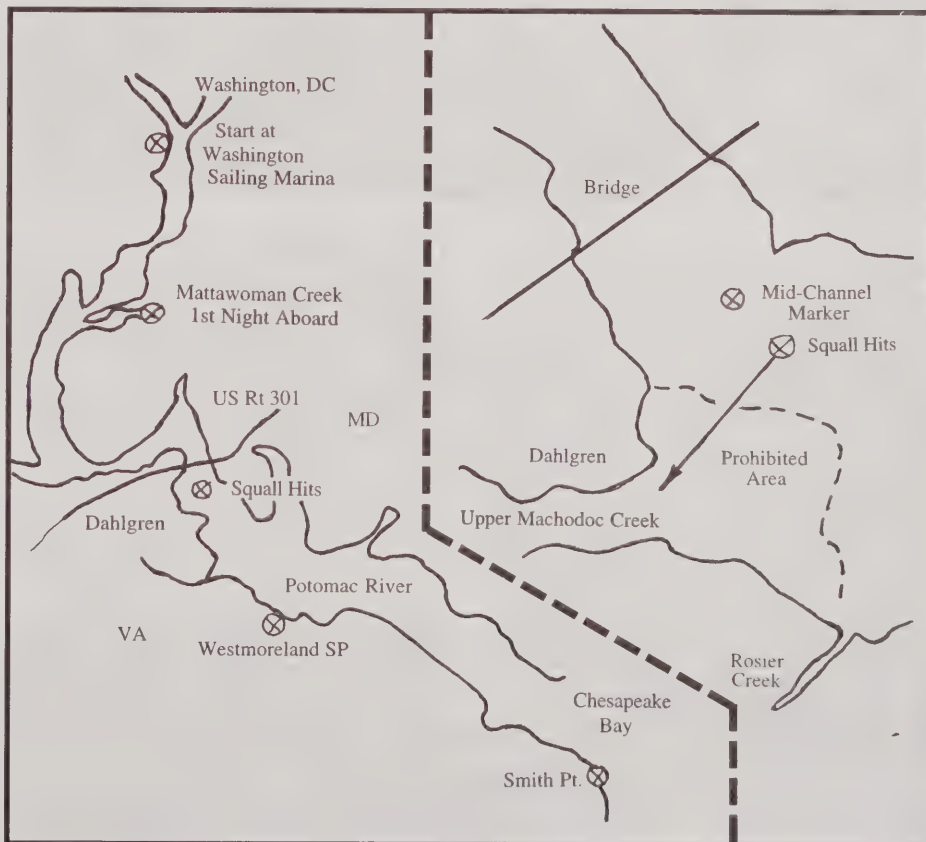 Washington, DC
Start at
Washington
Sailing Marina
Mattawoman Creek
1st Night Aboard
US Rt 301
MD
Squall Hits
Dahlgren
Potomac River
VA
Westmoreland SP
Chesapeake
Bay
Smith Pt.
Bridge
Mid-Channel
Marker
Squall Hits
Dahlgren
Prohibited
Area
Upper Machodoc Creek
Rosier
Creek